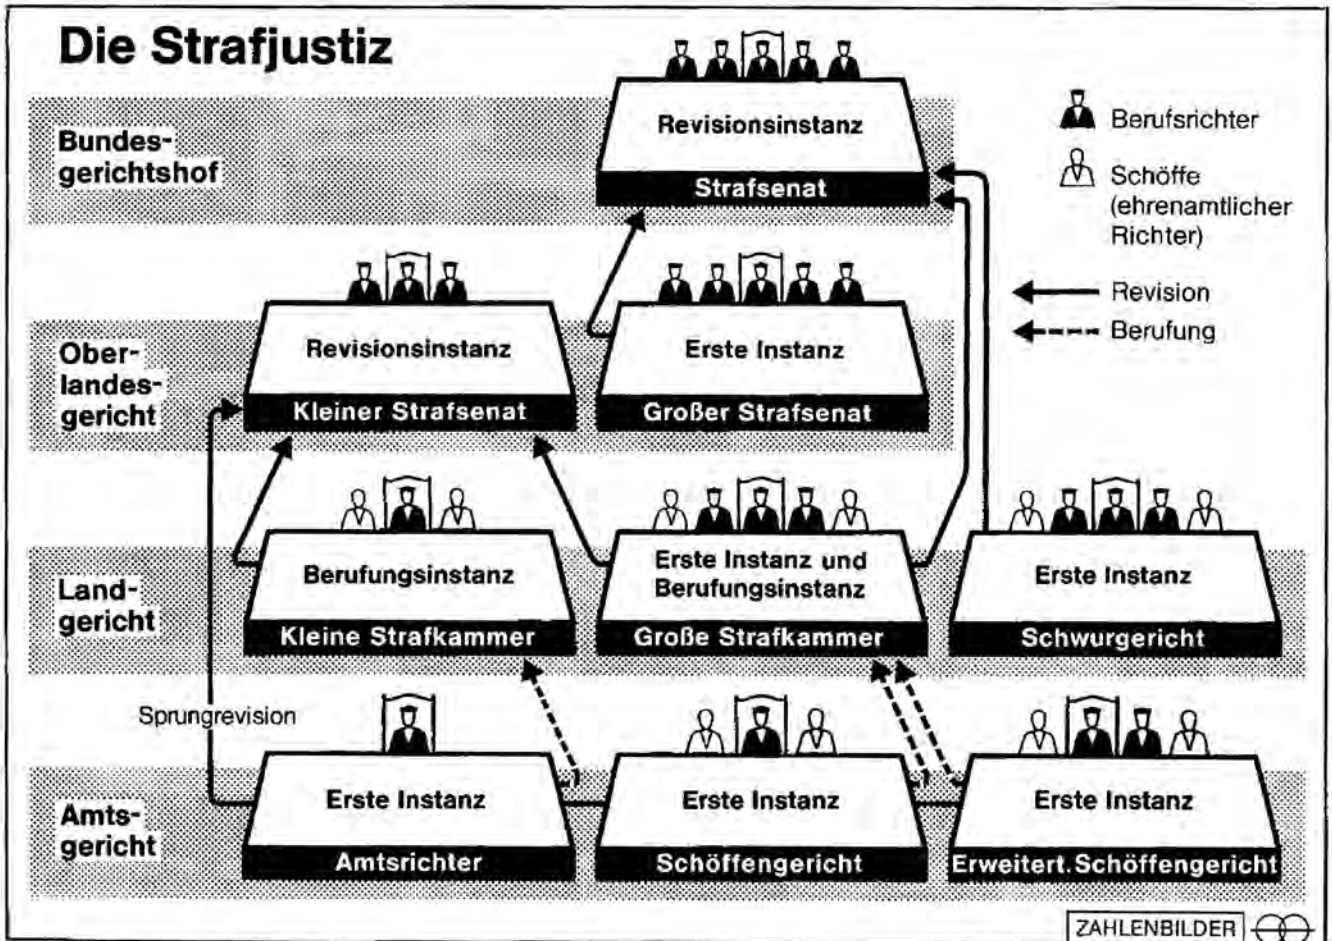 Die Strafjustiz
Bundes-
gerichtshof
Revisionsinstanz
Strafsenat
Berufsrichter
Schöffe
(ehrenamtlicher
Richter)
Revision
Berufung
Ober-
landes-
gericht
Revisionsinstanz
Kleiner Strafsenat
Erste Instanz
Großer Strafsenat
Land-
gericht
Berufungsinstanz
Kleine Strafkammer
Erste Instanz und
Berufungsinstanz
Große Strafkammer
Erste Instanz
Schwurgericht
Sprungrevision
Amts-
gericht
Erste Instanz
Amtsrichter
Erste Instanz
Schöffengericht
Erste Instanz
Erweitert. Schöffengericht
ZAHLENBILDER